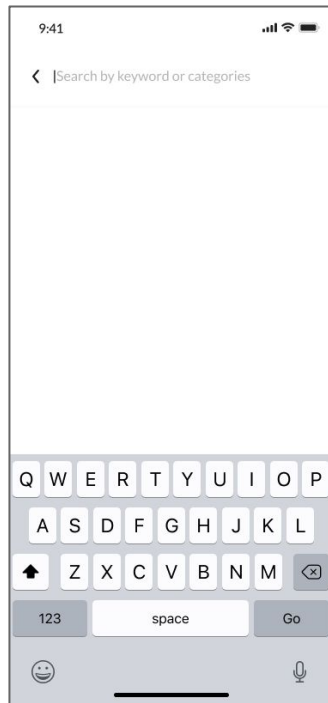 9:41
Search by keyword or categories
Q W E R T Y U I O P
A S D F G H J K L
Z X C V B N M
123 space Go